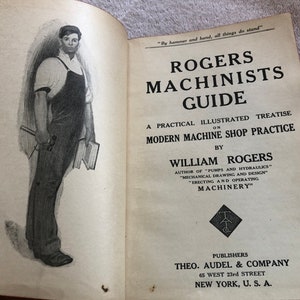 "By hammer and hand, all things do stand"
ROGERS
MACHINISTS
GUIDE
A PRACTICAL ILLUSTRATED TREATISE
ON
MODERN MACHINE SHOP PRACTICE
BY
WILLIAM ROGERS
AUTHOR OF "PUMPS AND HYDRAULICS"
"MECHANICAL DRAWING AND DESIGN"
"ERECTING AND OPERATING
MACHINERY"
PUBLISHERS
THEO. AUDEL & COMPANY
65 WEST 23rd STREET
NEW YORK, U. S. A.